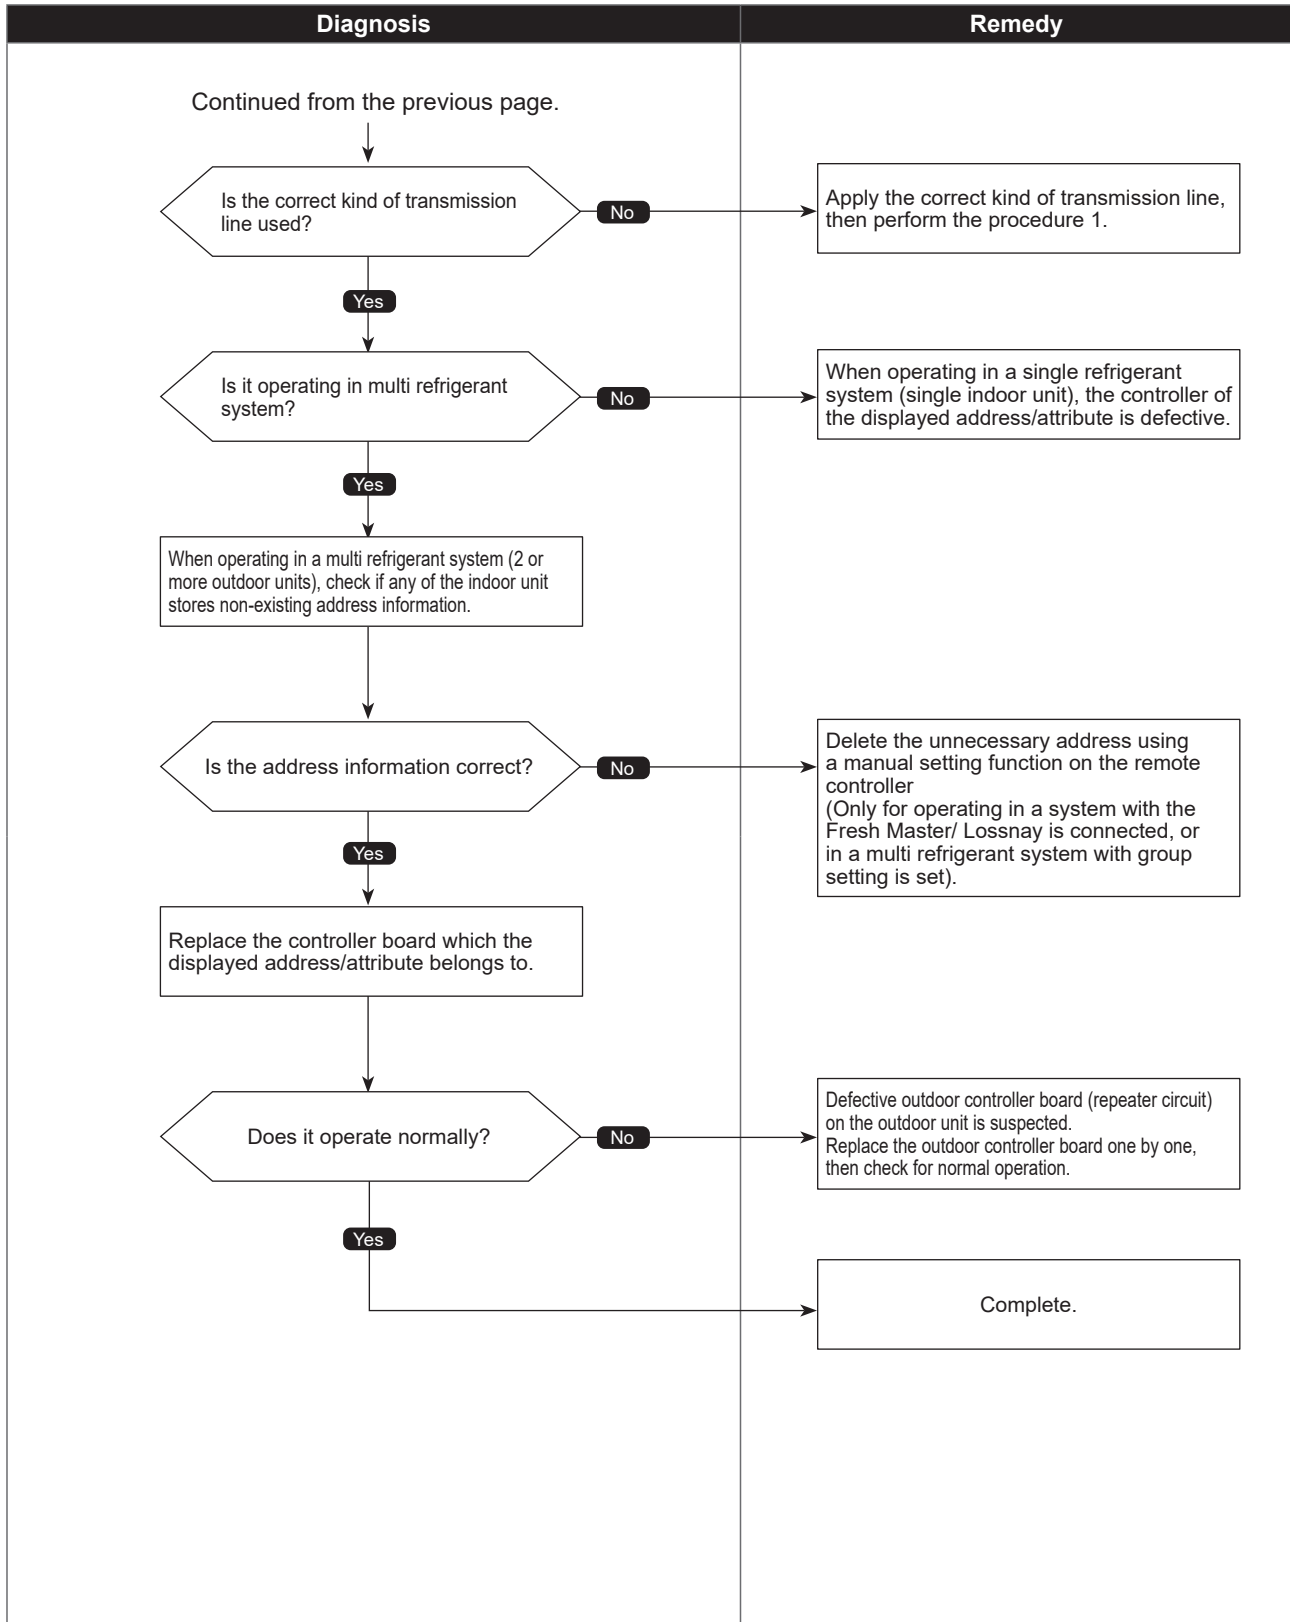 Diagnosis
Remedy
Continued from the previous page.
Is the correct kind of transmission
line used?
No
Apply the correct kind of transmission line,
then perform the procedure 1.
Yes
Is it operating in multi refrigerant
system?
No
When operating in a single refrigerant
system (single indoor unit), the controller of
the displayed address/attribute is defective.
Yes
When operating in a multi refrigerant system (2 or
more outdoor units), check if any of the indoor unit
stores non-existing address information.
Is the address information correct?
No
Delete the unnecessary address using
a manual setting function on the remote
controller
(Only for operating in a system with the
Fresh Master/ Lossnay is connected, or
in a multi refrigerant system with group
setting is set).
Yes
Replace the controller board which the
displayed address/attribute belongs to.
Does it operate normally?
No
Defective outdoor controller board (repeater circuit)
on the outdoor unit is suspected.
Replace the outdoor controller board one by one,
then check for normal operation.
Yes
Complete.